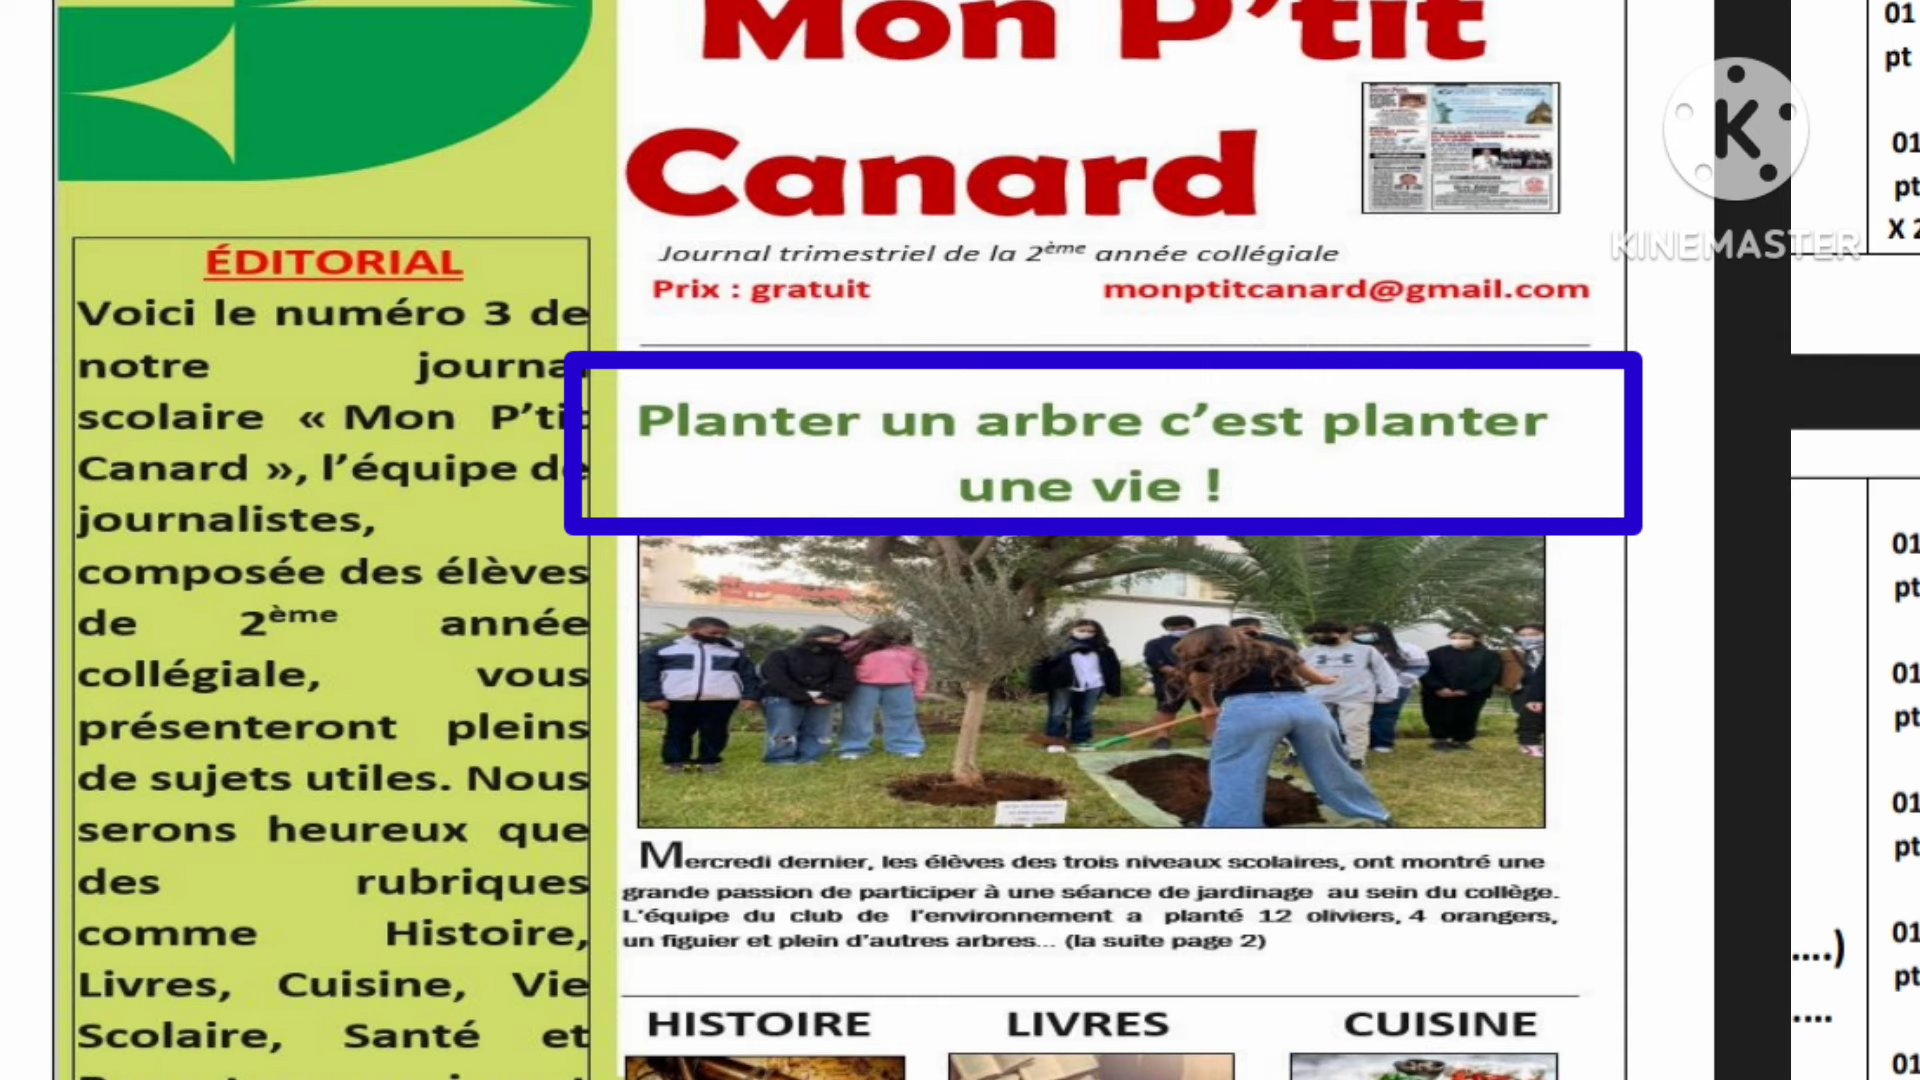 Mon P'tit
Canard
Journal trimestriel de la 2ème année collégiale
Prix : gratuit monptitcanard@gmail.com
ÉDITORIAL
Voici le numéro 3 de
notre journal
scolaire « Mon P'tit
Canard », l'équipe de
journalistes,
composée des élèves
de 2ème année
collégiale, vous
présenteront pleins
de sujets utiles. Nous
serons heureux que
des rubriques
comme Histoire,
Livres, Cuisine, Vie
Scolaire, Santé et
Planter un arbre c'est planter
une vie !
Mercredi dernier, les élèves des trois niveaux scolaires, ont montré une
grande passion de participer à une séance de jardinage au sein du collège.
L'équipe du club de l'environnement a planté 12 oliviers, 4 orangers,
un figuier et plein d'autres arbres... (la suite page 2)
HISTOIRE LIVRES CUISINE
K
KINEMASTER
01
pt
01
pt
X 2
01
pt
01
pt
01
pt
....)
01
pt
....
01